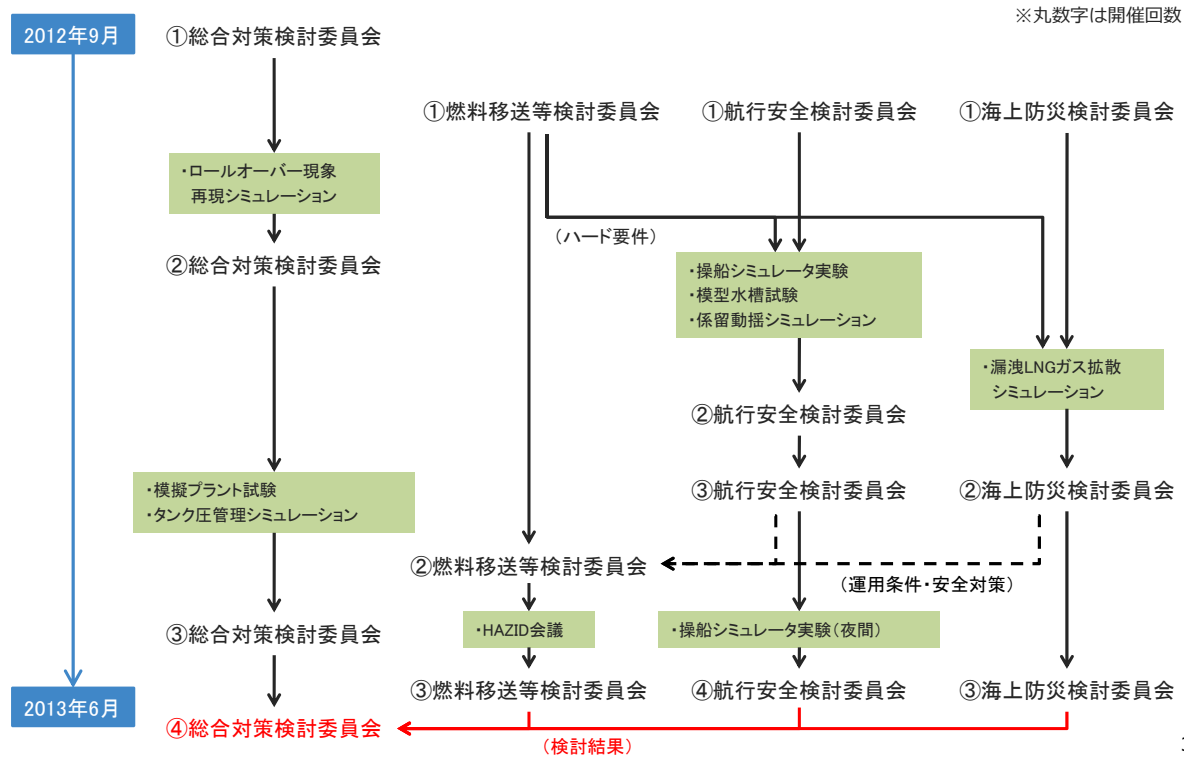 ※丸数字は開催回数
2012年9月
①総合対策検討委員会
①燃料移送等検討委員会
①航行安全検討委員会
①海上防災検討委員会
・ロールオーバー現象
再現シミュレーション
（ハード要件）
②総合対策検討委員会
・操船シミュレータ実験
・模型水槽試験
・係留動揺シミュレーション
・漏洩LNGガス拡散
シミュレーション
②航行安全検討委員会
・模擬プラント試験
・タンク圧管理シミュレーション
③航行安全検討委員会
②海上防災検討委員会
②燃料移送等検討委員会
（運用条件・安全対策）
③総合対策検討委員会
・HAZID会議
・操船シミュレータ実験（夜間）
2013年6月
③燃料移送等検討委員会
④航行安全検討委員会
③海上防災検討委員会
④総合対策検討委員会
（検討結果）